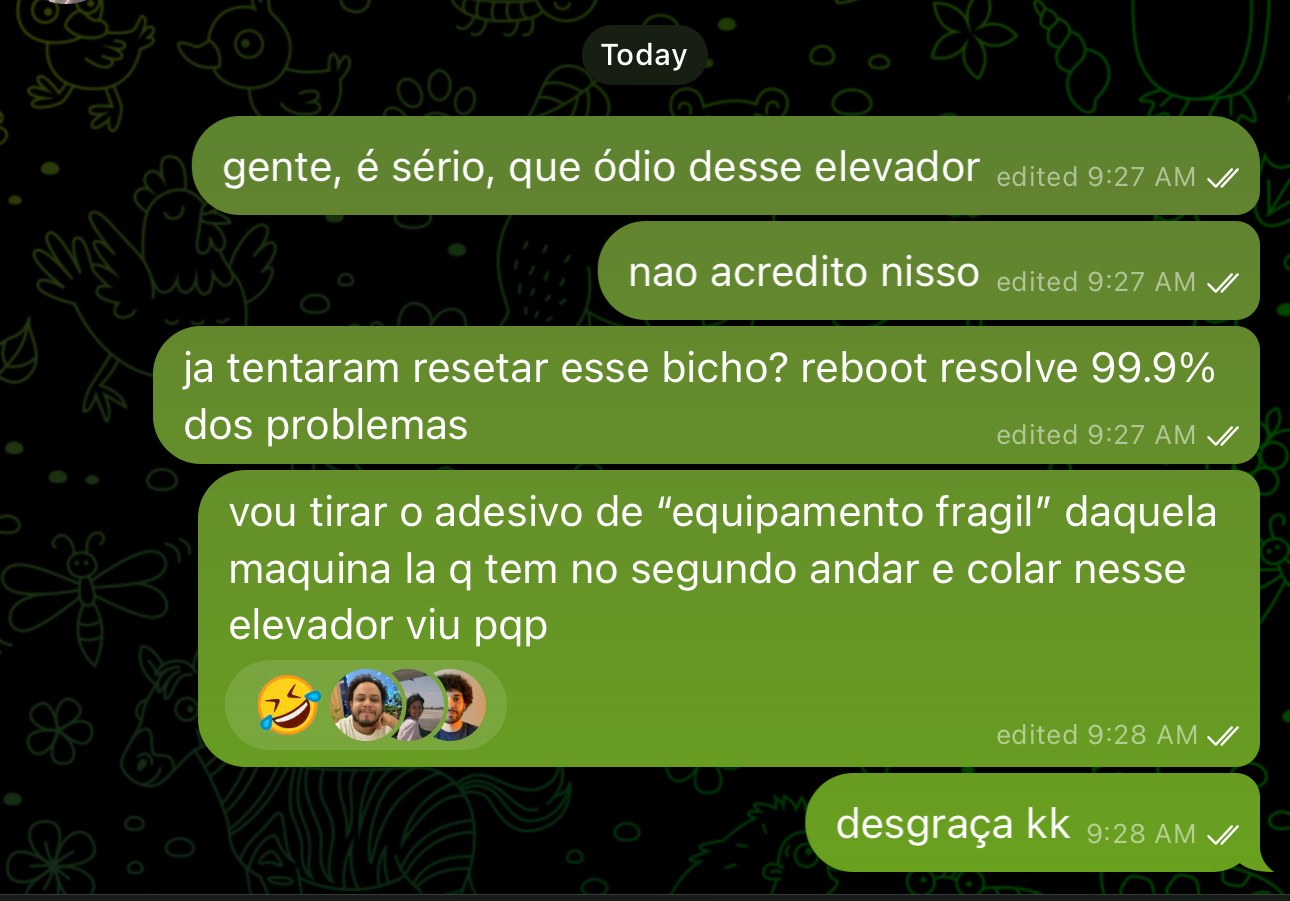 Today
gente, é sério, que ódio desse elevador
edited 9:27 AM
nao acredito nisso
edited 9:27 AM
ja tentaram resetar esse bicho? reboot resolve 99.9%
dos problemas
edited 9:27 AM
vou tirar o adesivo de “equipamento fragil” daquela
maquina la q tem no segundo andar e colar nesse
elevador viu pqp
edited 9:28 AM
desgraça kk
9:28 AM